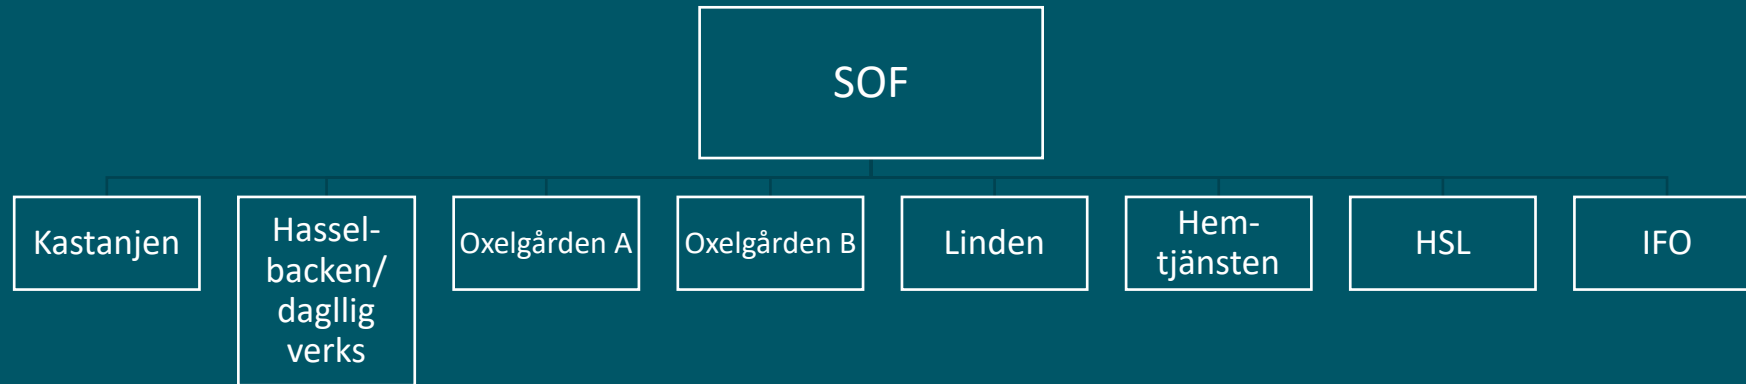 SOF
Kastanjen
Hassel-
backen/
dagllig
verks
Oxelgården A
Oxelgården B
Linden
Hem-
tjänsten
HSL
IFO